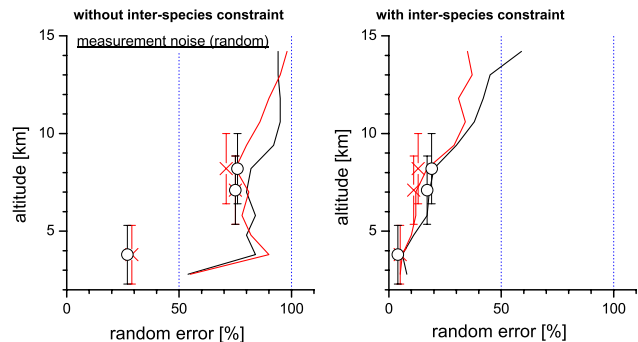 without inter-species constraint
with inter-species constraint
measurement noise (random)
15
10
5
altitude [km]
0
50
100
random error [%]
15
10
5
altitude [km]
0
50
100
random error [%]